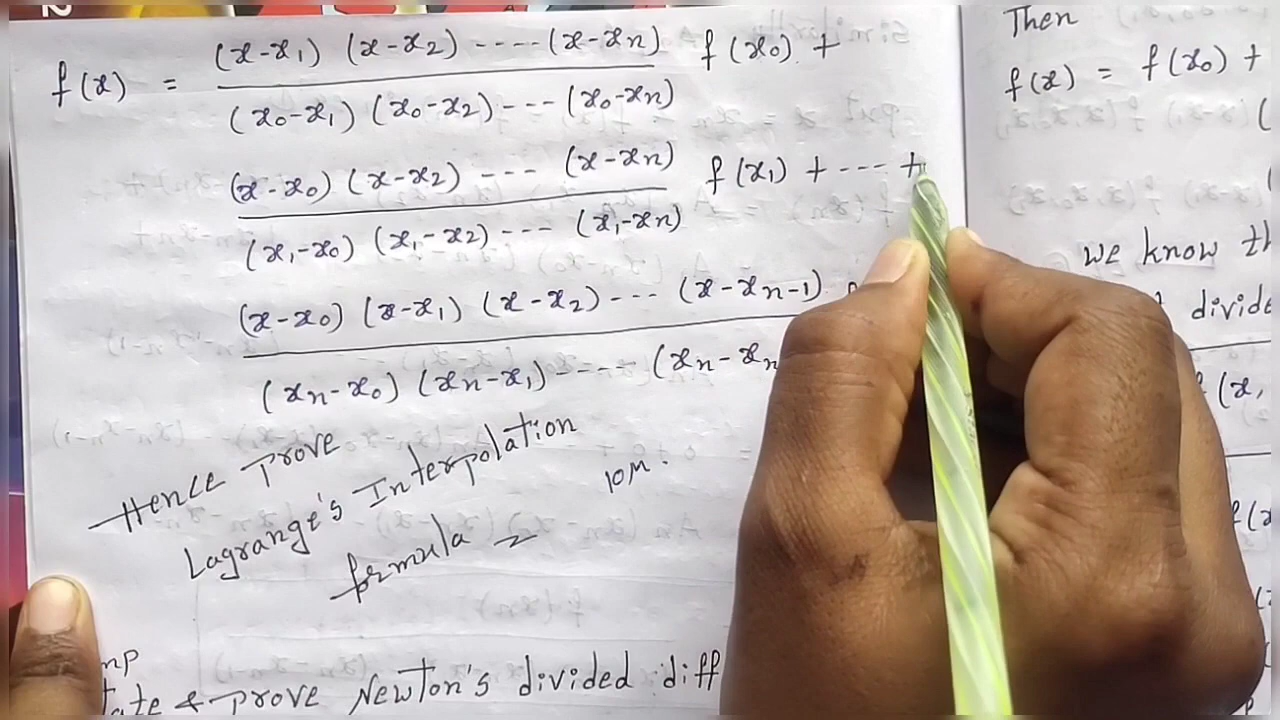 f(x) = (x-x1) (x-x2) ---- (x-xn) f(x0) +
(x0-x1) (x0-x2) --- (x0-xn)
(x-x0) (x-x2) --- (x-xn) f(x1) + --- +
(x1-x0) (x1-x2) --- (x1-xn)
(x-x0) (x-x1) (x-x2) --- (x-xn-1)
(xn-x0) (xn-x1) ---- (xn-xn
Hence Prove
Lagrange's Interpolation
formula
10M.
mp
tate & Prove Newton's divided diff
Then
f(x) = f(x0) +
we know th
divide